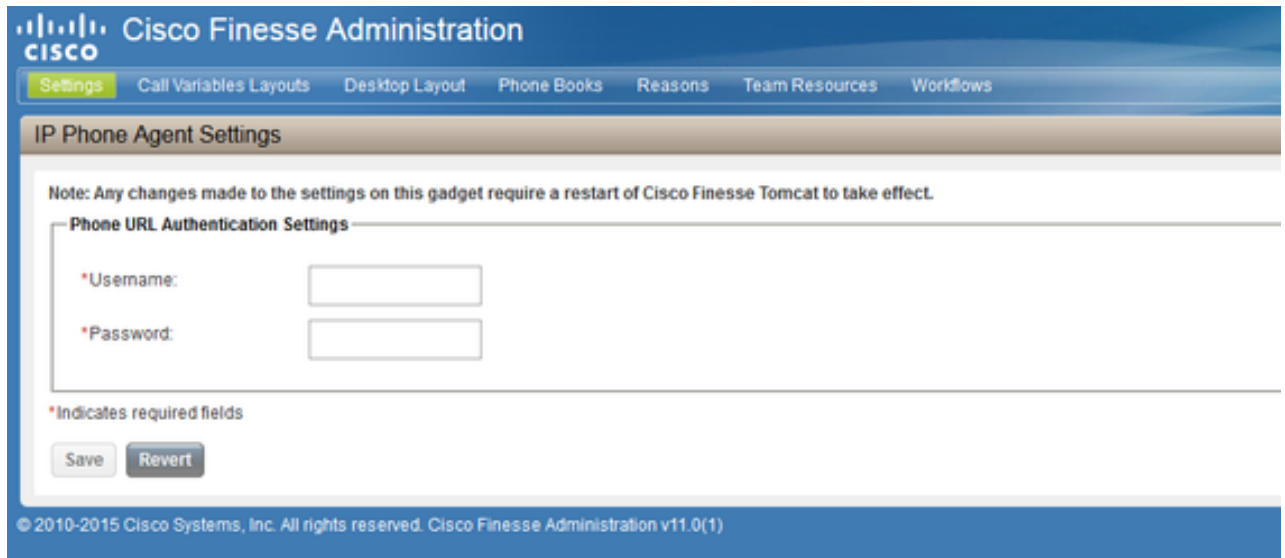 CISCO Cisco Finesse Administration
Settings Call Variables Layouts Desktop Layout Phone Books Reasons Team Resources Workflows
IP Phone Agent Settings
Note: Any changes made to the settings on this gadget require a restart of Cisco Finesse Tomcat to take effect.
Phone URL Authentication Settings
*Username:
*Password:
*Indicates required fields
Save Revert
© 2010-2015 Cisco Systems, Inc. All rights reserved. Cisco Finesse Administration v11.0(1)